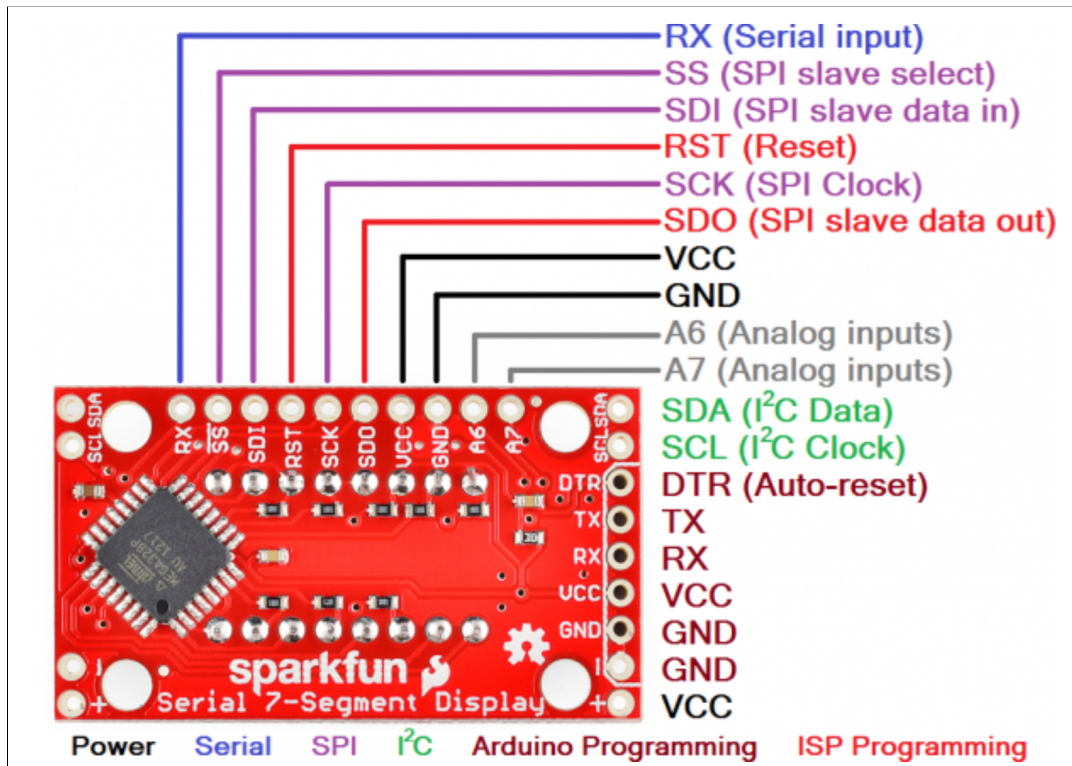 RX (Serial input)
SS (SPI slave select)
SDI (SPI slave data in)
RST (Reset)
SCK (SPI Clock)
SDO (SPI slave data out)
VCC
GND
A6 (Analog inputs)
A7 (Analog inputs)
SDA (I²C Data)
SCL (I²C Clock)
DTR (Auto-reset)
TX
RX
VCC
GND
GND
VCC
SDA
SCL
RX
SS
SDI
RST
SCK
SDO
VCC
GND
A6
A7
SDA
SCL
DTR
TX
RX
VCC
GND
ATMEL
MEGA328P
AU 1217
-
+
-
+
sparkfun
Serial 7-Segment Display
Power Serial SPI I²C Arduino Programming ISP Programming